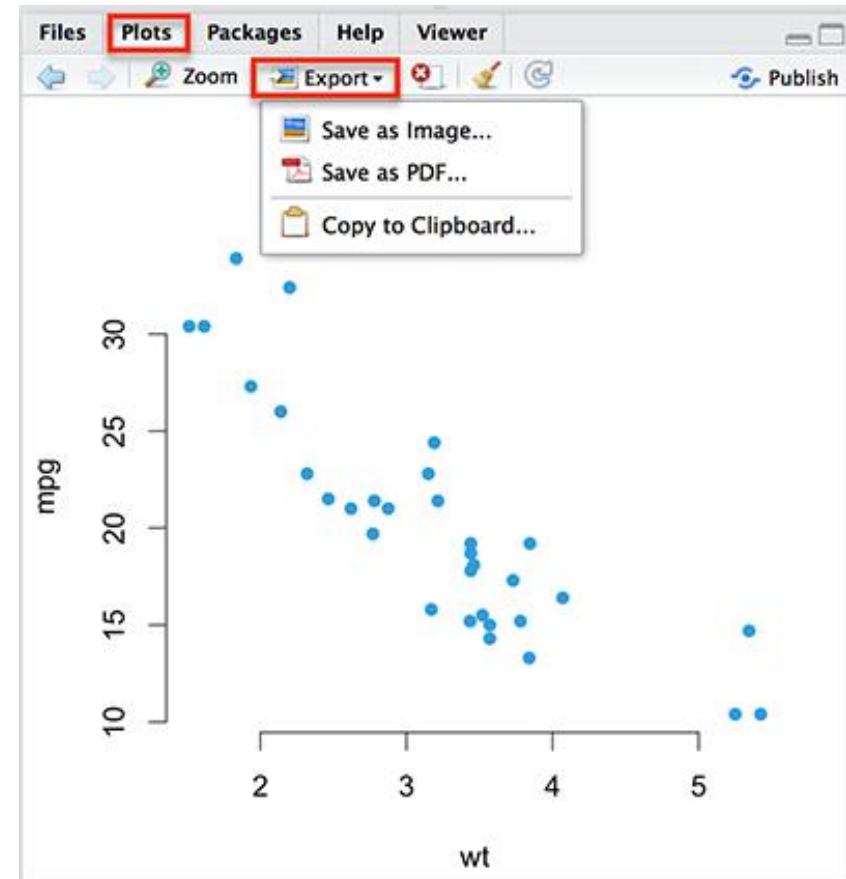 Files Plots Packages Help Viewer
Zoom Export Publish
Save as Image...
Save as PDF...
Copy to Clipboard...
30
25
20
15
10
mpg
2 3 4 5
wt